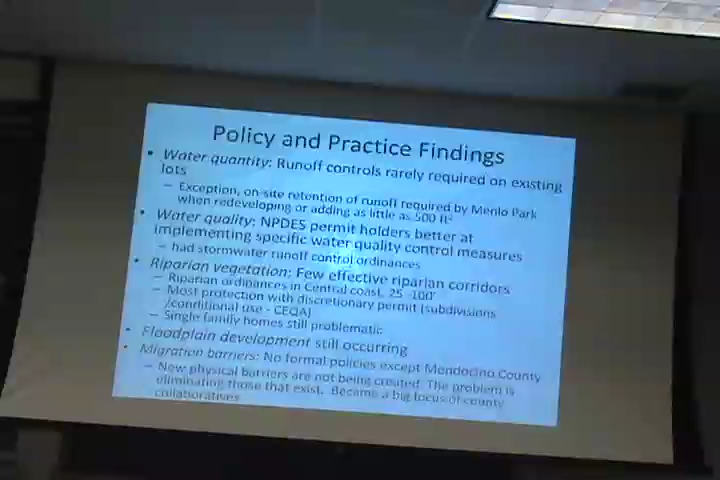 Policy and Practice Findings
• Water quantity: Runoff controls rarely required on existing
lots
– Exception, on-site retention of runoff required by Menlo Park
when redeveloping or adding as little as 500 ft²
• Water quality: NPDES permit holders better at
implementing specific water quality control measures
– had stormwater runoff control ordinances
• Riparian vegetation: Few effective riparian corridors
– Riparian ordinances in Central coast, 25 -100'
– Most protection with discretionary permit (subdivisions
/conditional use - CEQA)
– Single family homes still problematic
• Floodplain development still occurring
• Migration barriers: No formal policies except Mendocino County
– New physical barriers are not being created. The problem is
eliminating those that exist. Became a big focus of county
collaboratives